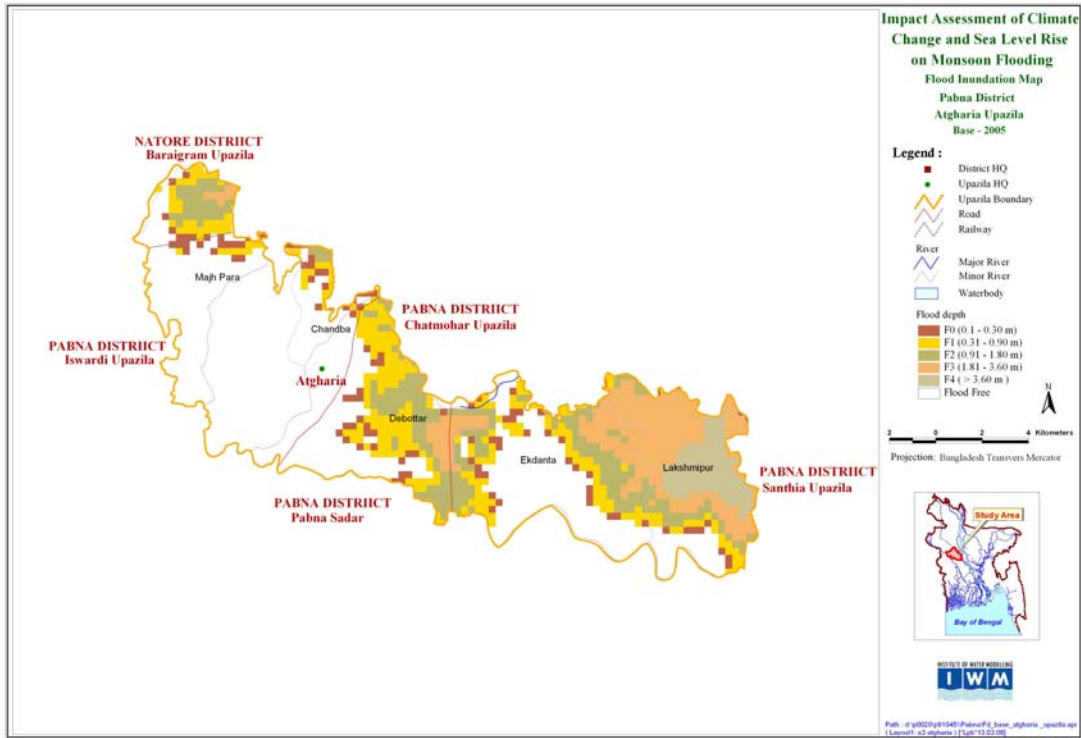 Impact Assessment of Climate
Change and Sea Level Rise
on Monsoon Flooding
Flood Inundation Map
Pabna District
Atgharia Upazila
Base - 2005
Legend :
District HQ
Upazila HQ
Upazila Boundary
Road
Railway
River
Major River
Minor River
Waterbody
Flood depth
F0 (0.1 - 0.30 m)
F1 (0.31 - 0.90 m)
F2 (0.91 - 1.80 m)
F3 (1.81 - 3.60 m)
F4 ( > 3.60 m )
Flood Free
N
2 0 2 4 Kilometers
Projection: Bangladesh Transvers Mercator
Study Area
Bay of Bengal
INSTITUTE OF WATER MODELLING
IWM
NATORE DISTRIICT
Baraigram Upazila
Majh Para
PABNA DISTRIICT
Iswardi Upazila
Chandba
Atgharia
PABNA DISTRIICT
Chatmohar Upazila
Debottar
Ekdanta
Lakshmipur
PABNA DISTRIICT
Santhia Upazila
PABNA DISTRIICT
Pabna Sadar